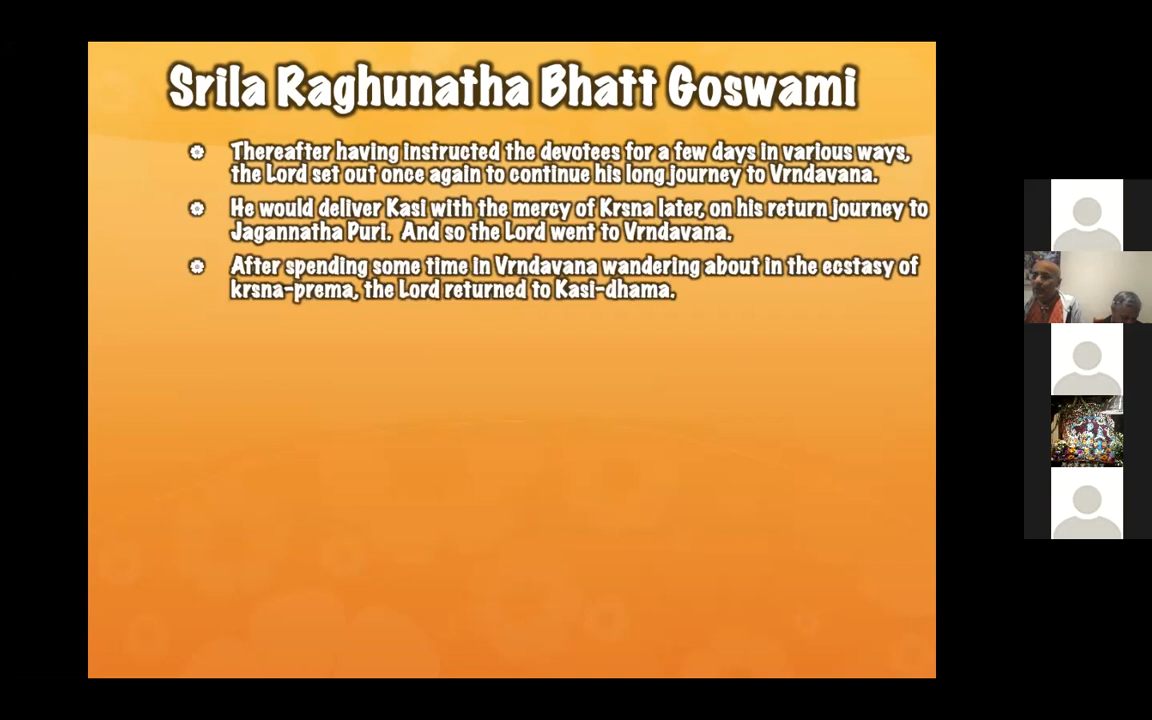 Srila Raghunatha Bhatt Goswami
Thereafter having instructed the devotees for a few days in various ways,
the Lord set out once again to continue his long journey to Vrndavana.
He would deliver Kasi with the mercy of Krsna later, on his return journey to
Jagannatha Puri. And so the Lord went to Vrndavana.
After spending some time in Vrndavana wandering about in the ecstasy of
krsna-prema, the Lord returned to Kasi-dhama.